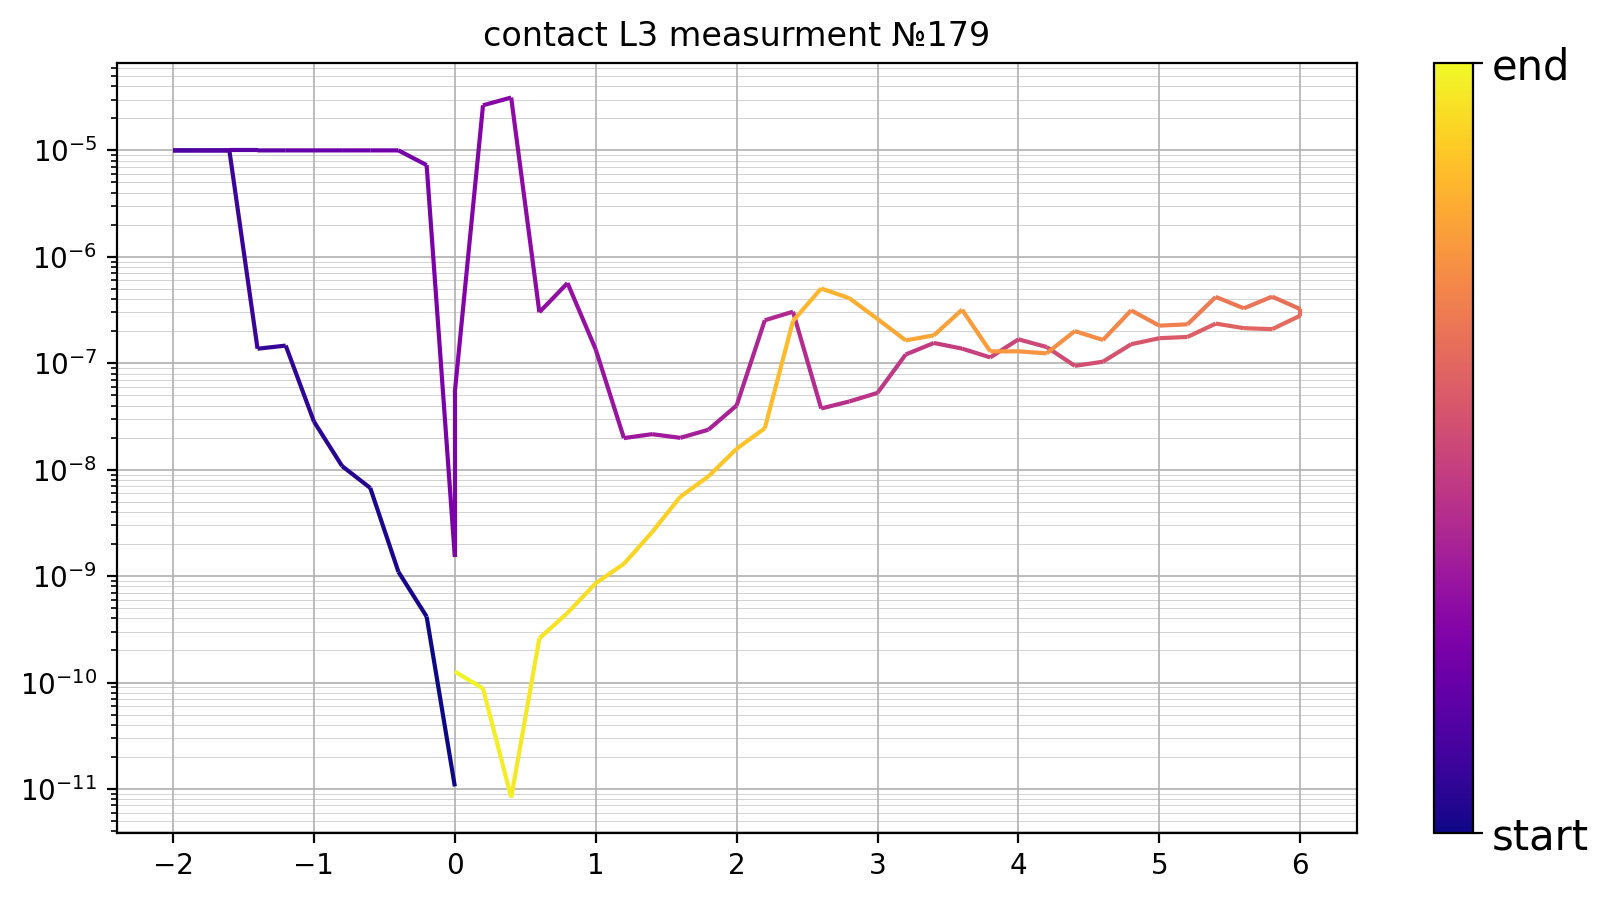 contact L3 measurment №179
10⁻⁵
10⁻⁶
10⁻⁷
10⁻⁸
10⁻⁹
10⁻¹⁰
10⁻¹¹
−2 −1 0 1 2 3 4 5 6
end
start